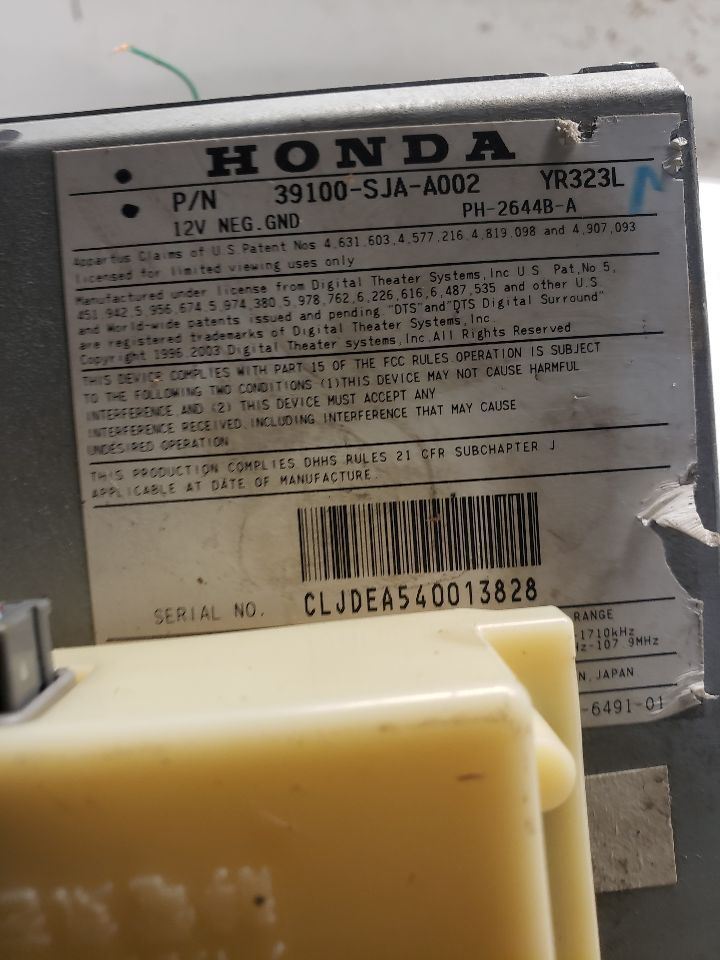 HONDA
P/N 39100-SJA-A002 YR323L
12V NEG.GND PH-2644B-A
Appartus Claims of U.S.Patent Nos 4,631,603,4,577,216,4,819,098 and 4,907,093
licensed for limited viewing uses only
Manufactured under license from Digital Theater Systems,Inc U.S. Pat,No 5,
451,942,5,956,674,5,974,380,5,978,762,6,226,616,6,487,535 and other U.S.
and World-wide patents issued and pending "DTS"and"DTS Digital Surround"
are registered trademarks of Digital Theater Systems,Inc.
Copyright 1996,2003 Digital Theater systems,Inc.All Rights Reserved
THIS DEVICE COMPLIES WITH PART 15 OF THE FCC RULES.OPERATION IS SUBJECT
TO THE FOLLOWING TWO CONDITIONS (1)THIS DEVICE MAY NOT CAUSE HARMFUL
INTERFERENCE,AND (2) THIS DEVICE MUST ACCEPT ANY
INTERFERENCE RECEIVED,INCLUDING INTERFERENCE THAT MAY CAUSE
UNDESIRED OPERATION
THIS PRODUCTION COMPLIES DHHS RULES 21 CFR SUBCHAPTER J
APPLICABLE AT DATE OF MANUFACTURE.
SERIAL NO. CLJDEA540013828
RANGE
-1710kHz
Hz-107.9MHz
N, JAPAN
-6491-01